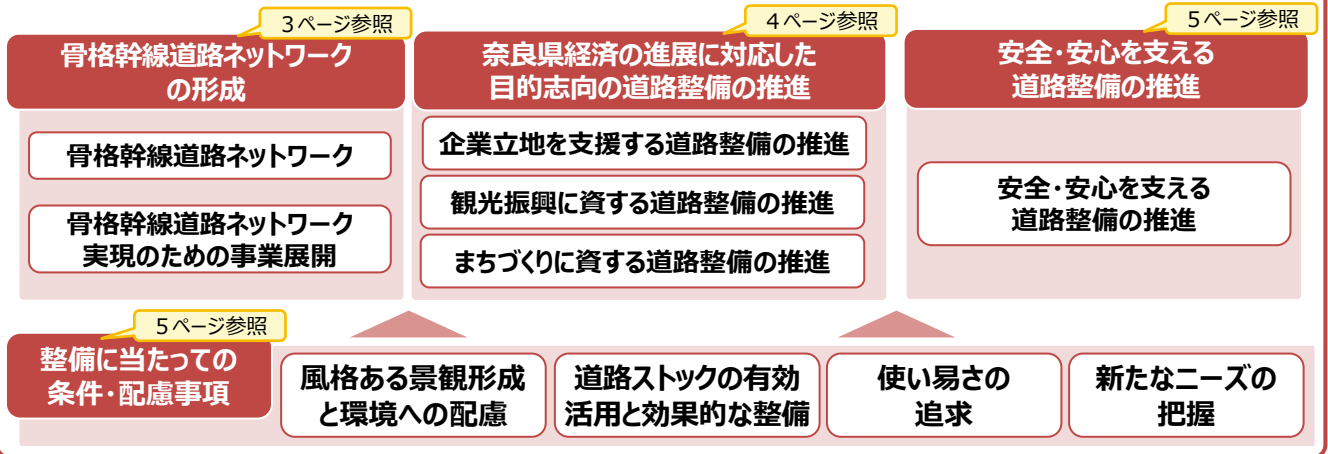 3ページ参照
骨格幹線道路ネットワーク
の形成
骨格幹線道路ネットワーク
骨格幹線道路ネットワーク
実現のための事業展開
4ページ参照
奈良県経済の進展に対応した
目的志向の道路整備の推進
企業立地を支援する道路整備の推進
観光振興に資する道路整備の推進
まちづくりに資する道路整備の推進
5ページ参照
安全・安心を支える
道路整備の推進
安全・安心を支える
道路整備の推進
5ページ参照
整備に当たっての
条件・配慮事項
風格ある景観形成
と環境への配慮
道路ストックの有効
活用と効果的な整備
使い易さの
追求
新たなニーズの
把握